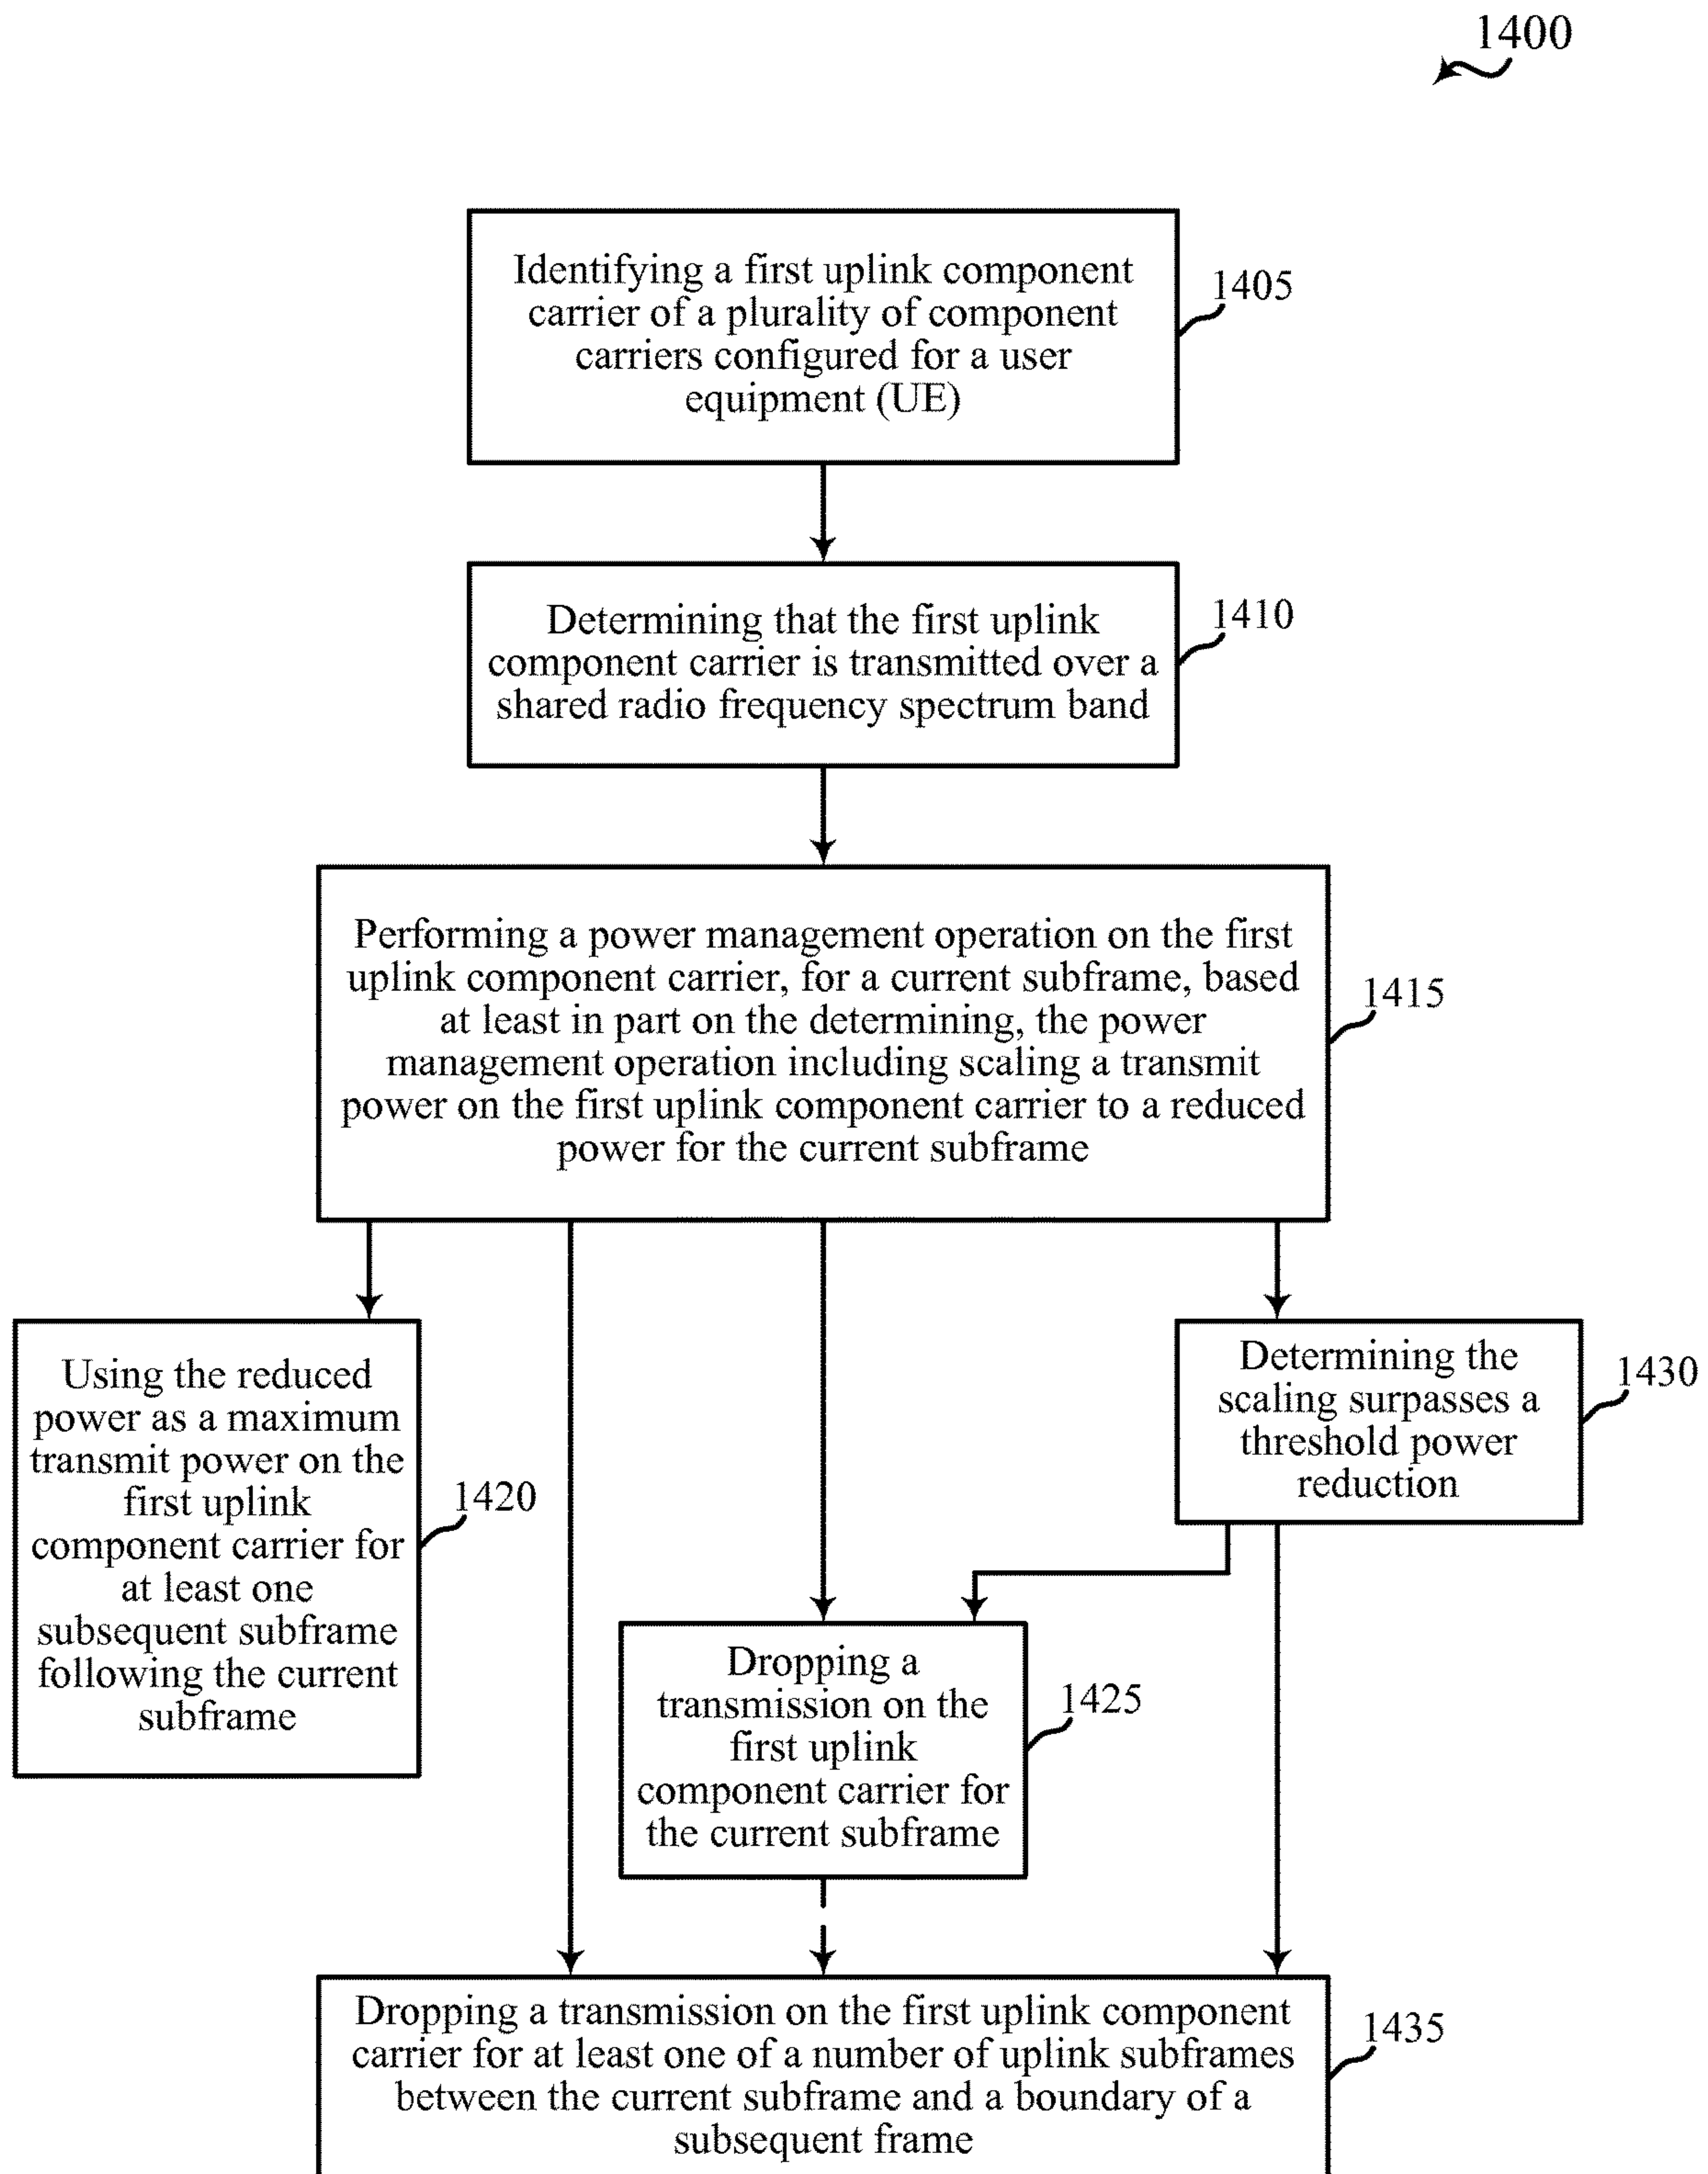 1400
Identifying a first uplink component
carrier of a plurality of component
carriers configured for a user
equipment (UE)
1405
Determining that the first uplink
component carrier is transmitted over a
shared radio frequency spectrum band
1410
Performing a power management operation on the first
uplink component carrier, for a current subframe, based
at least in part on the determining, the power
management operation including scaling a transmit
power on the first uplink component carrier to a reduced
power for the current subframe
1415
Using the reduced
power as a maximum
transmit power on the
first uplink
component carrier for
at least one
subsequent subframe
following the current
subframe
1420
Determining the
scaling surpasses a
threshold power
reduction
1430
Dropping a
transmission on the
first uplink
component carrier for
the current subframe
1425
Dropping a transmission on the first uplink component
carrier for at least one of a number of uplink subframes
between the current subframe and a boundary of a
subsequent frame
1435